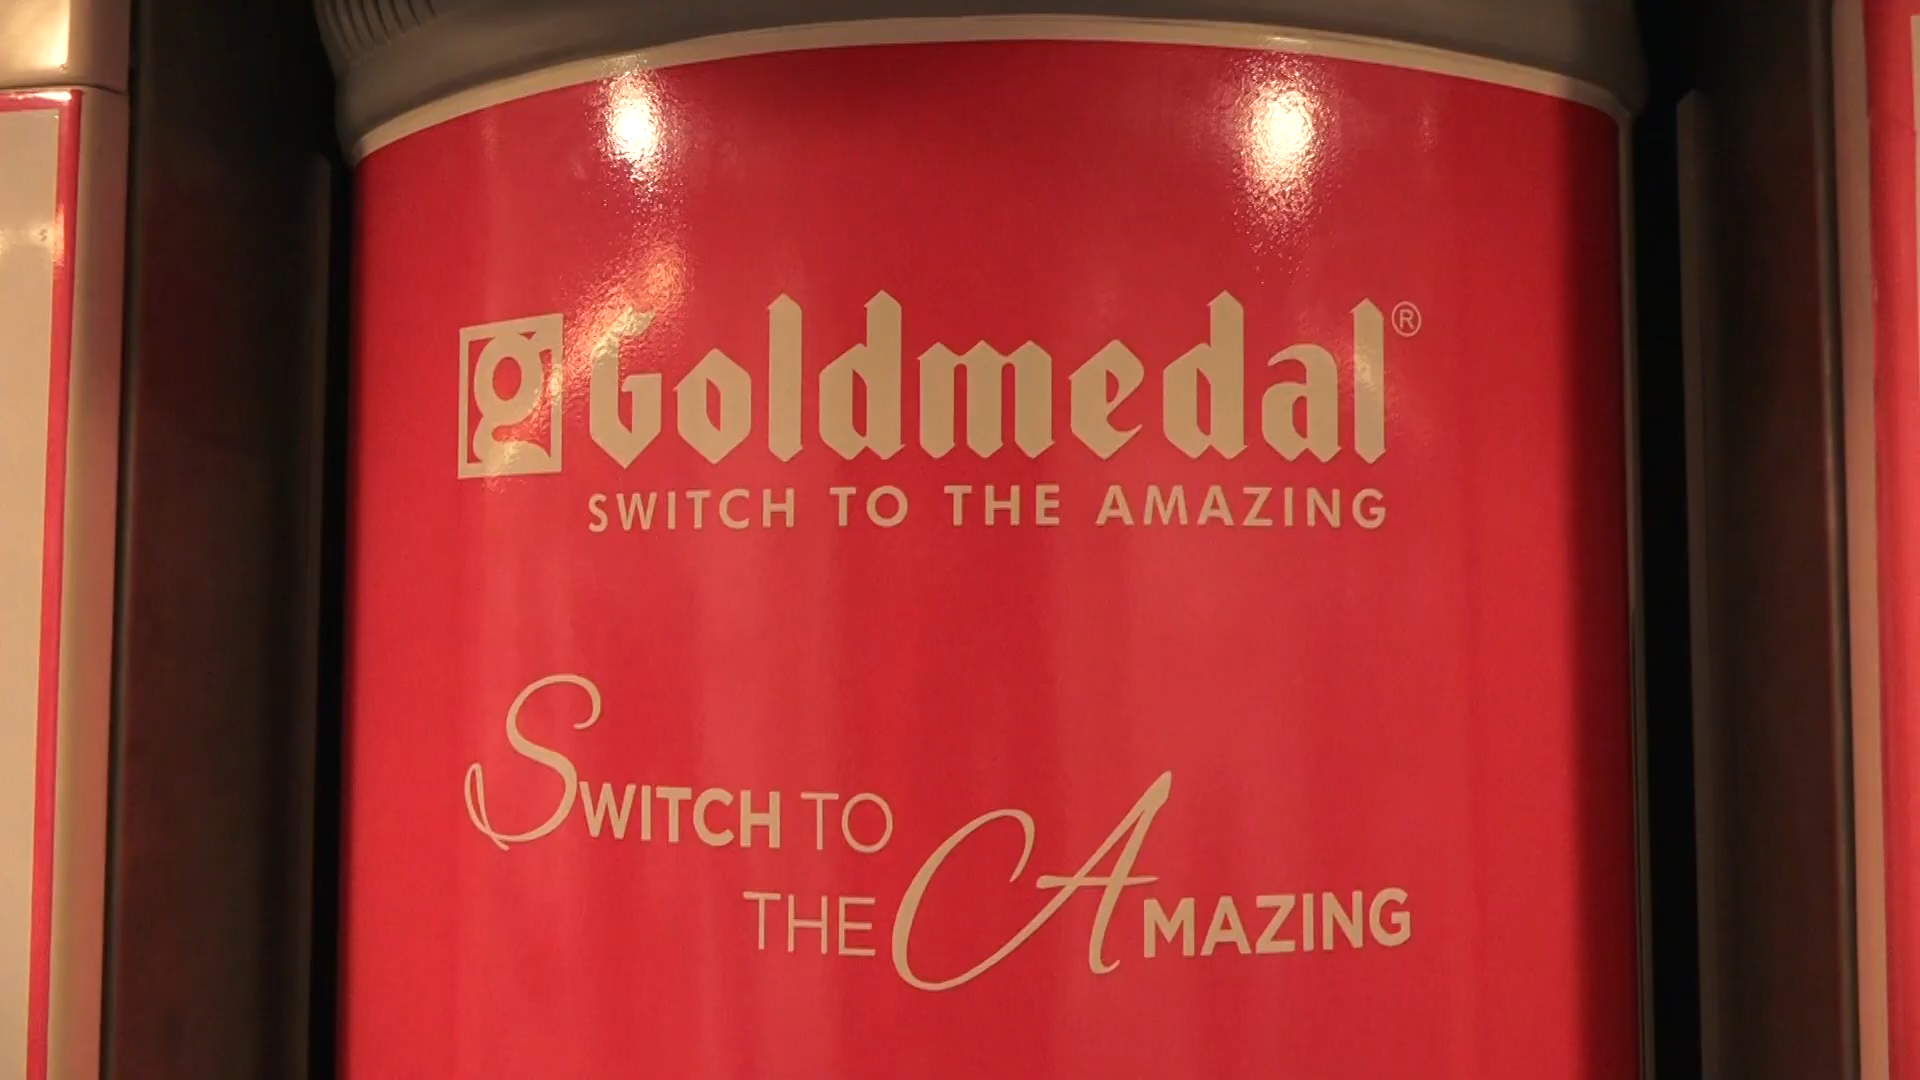 g Goldmedal®
SWITCH TO THE AMAZING
SWITCH TO
THE AMAZING